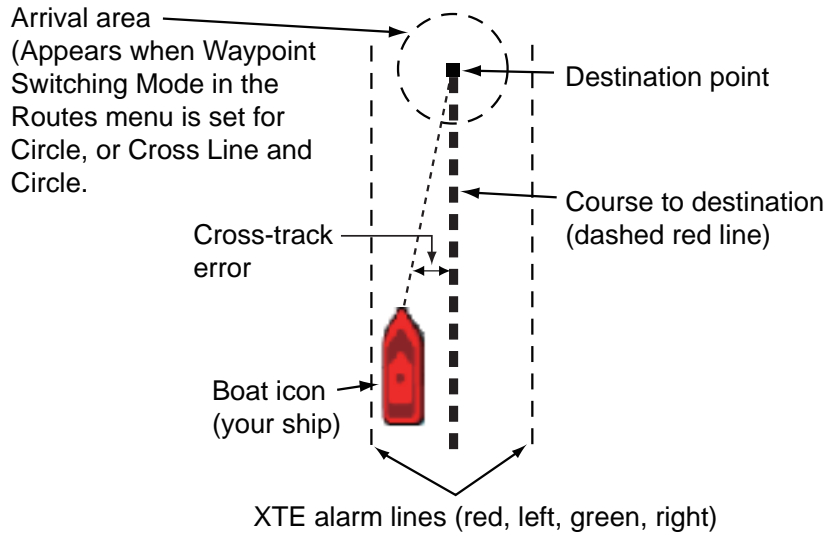 Arrival area
(Appears when Waypoint
Switching Mode in the
Routes menu is set for
Circle, or Cross Line and
Circle.
Destination point
Course to destination
(dashed red line)
Cross-track
error
Boat icon
(your ship)
XTE alarm lines (red, left, green, right)